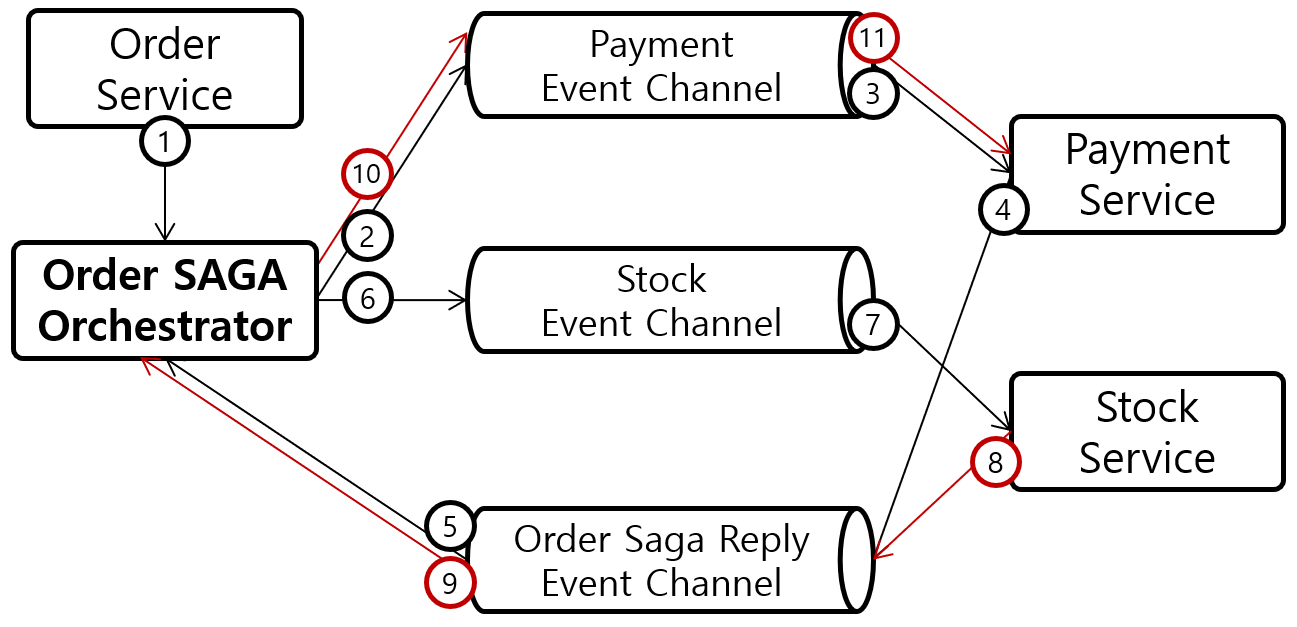 Order
Service
1
Order SAGA
Orchestrator
10
2
6
Payment
Event Channel
11
3
Stock
Event Channel
7
Payment
Service
4
Stock
Service
8
Order Saga Reply
Event Channel
5
9